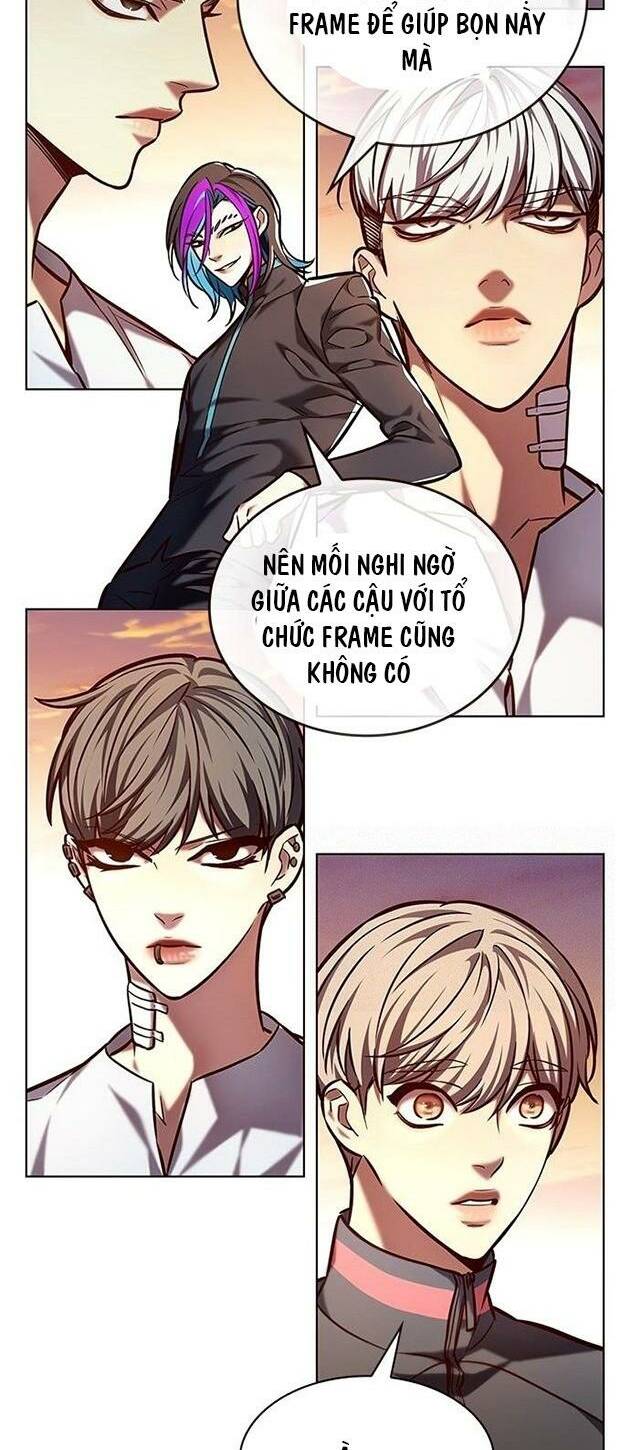 FRAME ĐỂ GIÚP BỌN NÀY
MÀ
NÊN MỐI NGHI NGỜ
GIỮA CÁC CẬU VỚI TỔ
CHỨC FRAME CŨNG
KHÔNG CÓ